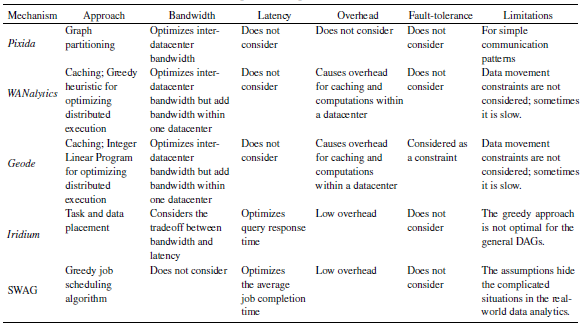 Mechanism
Approach
Bandwidth
Latency
Overhead
Fault-tolerance
Limitations
Pixida
Graph
partitioning
Optimizes inter-
datacenter
bandwidth
Does not
consider
Does not consider
Does not
consider
For simple
communication
patterns
WANalytics
Caching; Greedy
heuristic for
optimizing
distributed
execution
Optimizes inter-
datacenter
bandwidth but add
bandwidth within
one datacenter
Does not
consider
Causes overhead
for caching and
computations within
a datacenter
Does not
consider
Data movement
constraints are not
considered; sometimes
it is slow.
Geode
Caching; Integer
Linear Program
for optimizing
distributed
execution
Optimizes inter-
datacenter
bandwidth but add
bandwidth within
one datacenter
Does not
consider
Causes overhead
for caching and
computations
within a datacenter
Considered as
a constraint
Data movement
constraints are not
considered; sometimes
it is slow.
Iridium
Task and data
placement
Considers the
tradeoff between
bandwidth and
latency
Optimizes
query response
time
Low overhead
Does not
consider
The greedy approach
is not optimal for the
general DAGs.
SWAG
Greedy job
scheduling
algorithm
Does not consider
Optimizes
the average
job completion
time
Low overhead
Does not
consider
The assumptions hide
the complicated
situations in the real-
world data analytics.